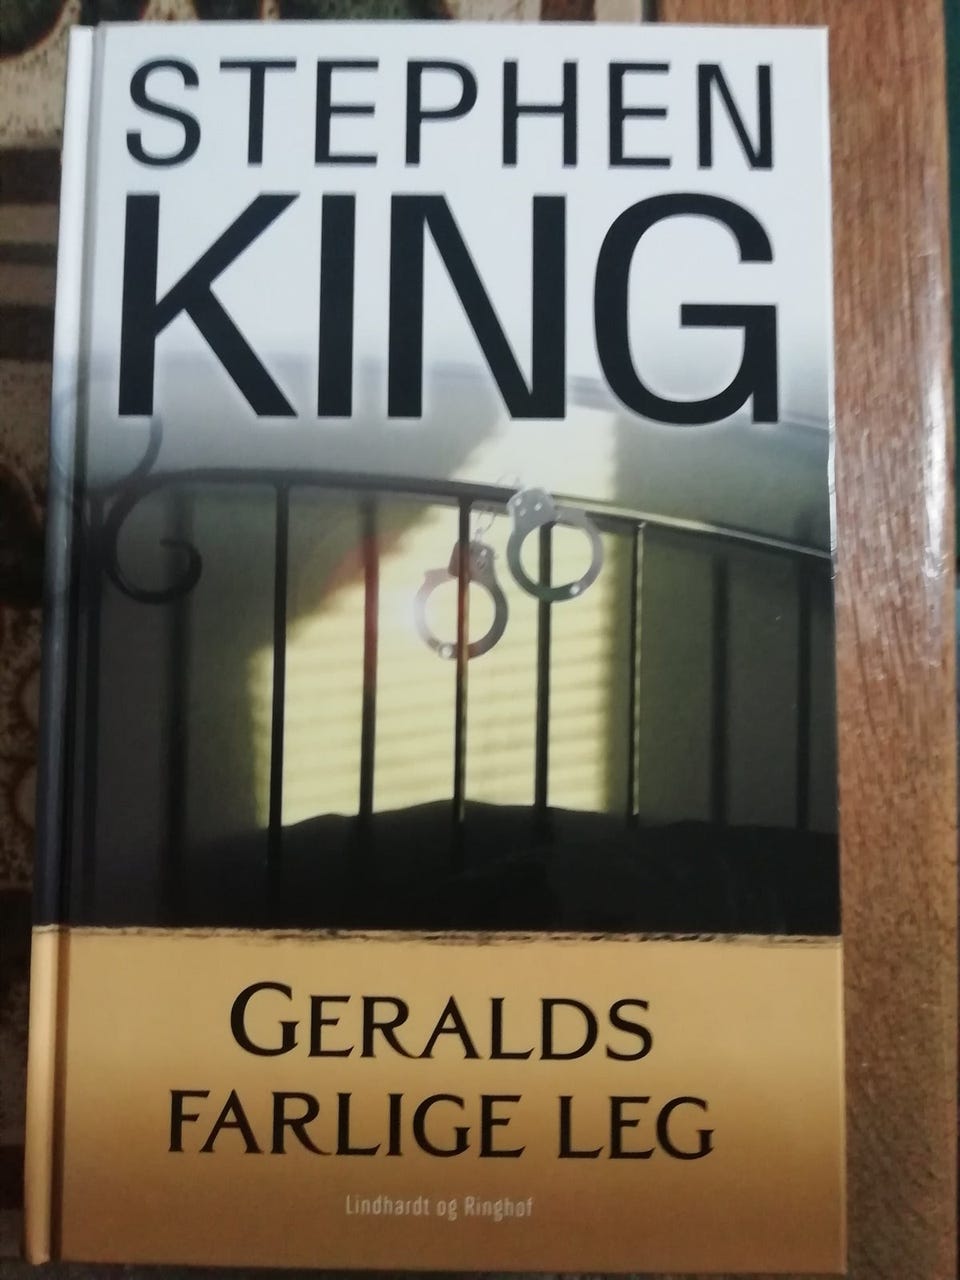 STEPHEN
KING
GERALDS
FARLIGE LEG
Lindhardt og Ringhof